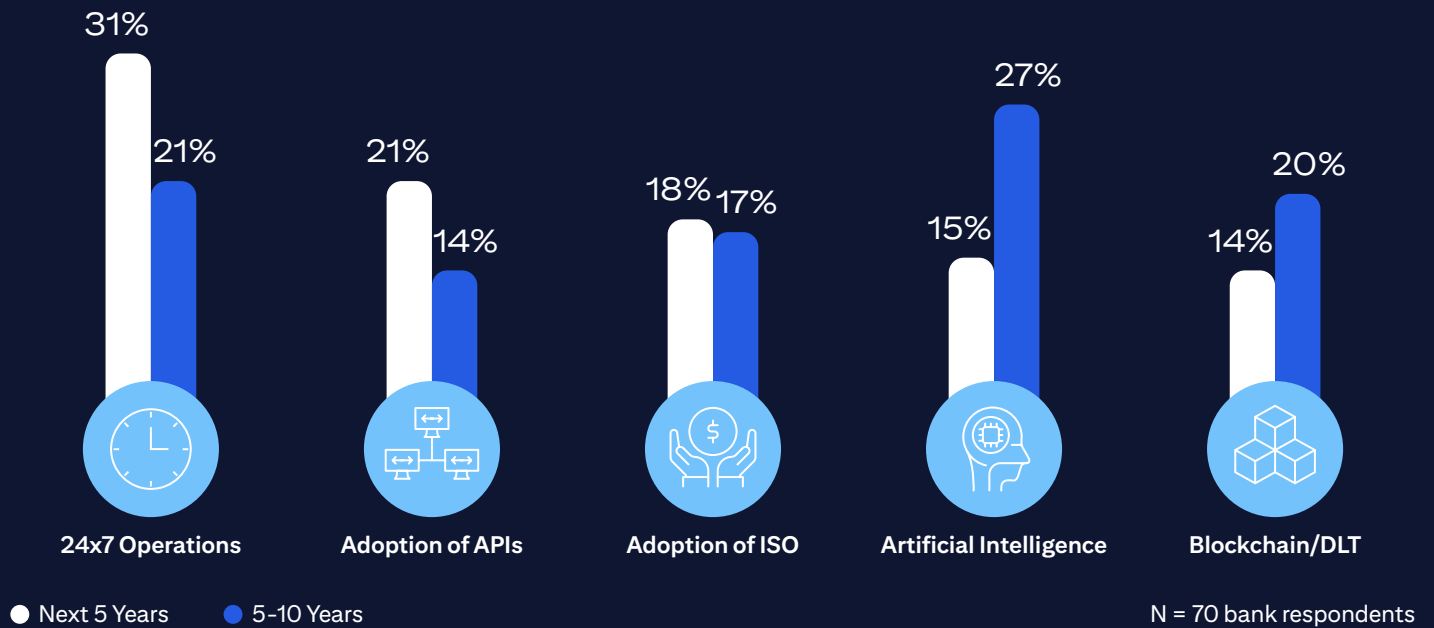 31%
21%
21%
14%
18%
17%
15%
27%
14%
20%
$
24x7 Operations
Adoption of APIs
Adoption of ISO
Artificial Intelligence
Blockchain/DLT
Next 5 Years
5-10 Years
N = 70 bank respondents